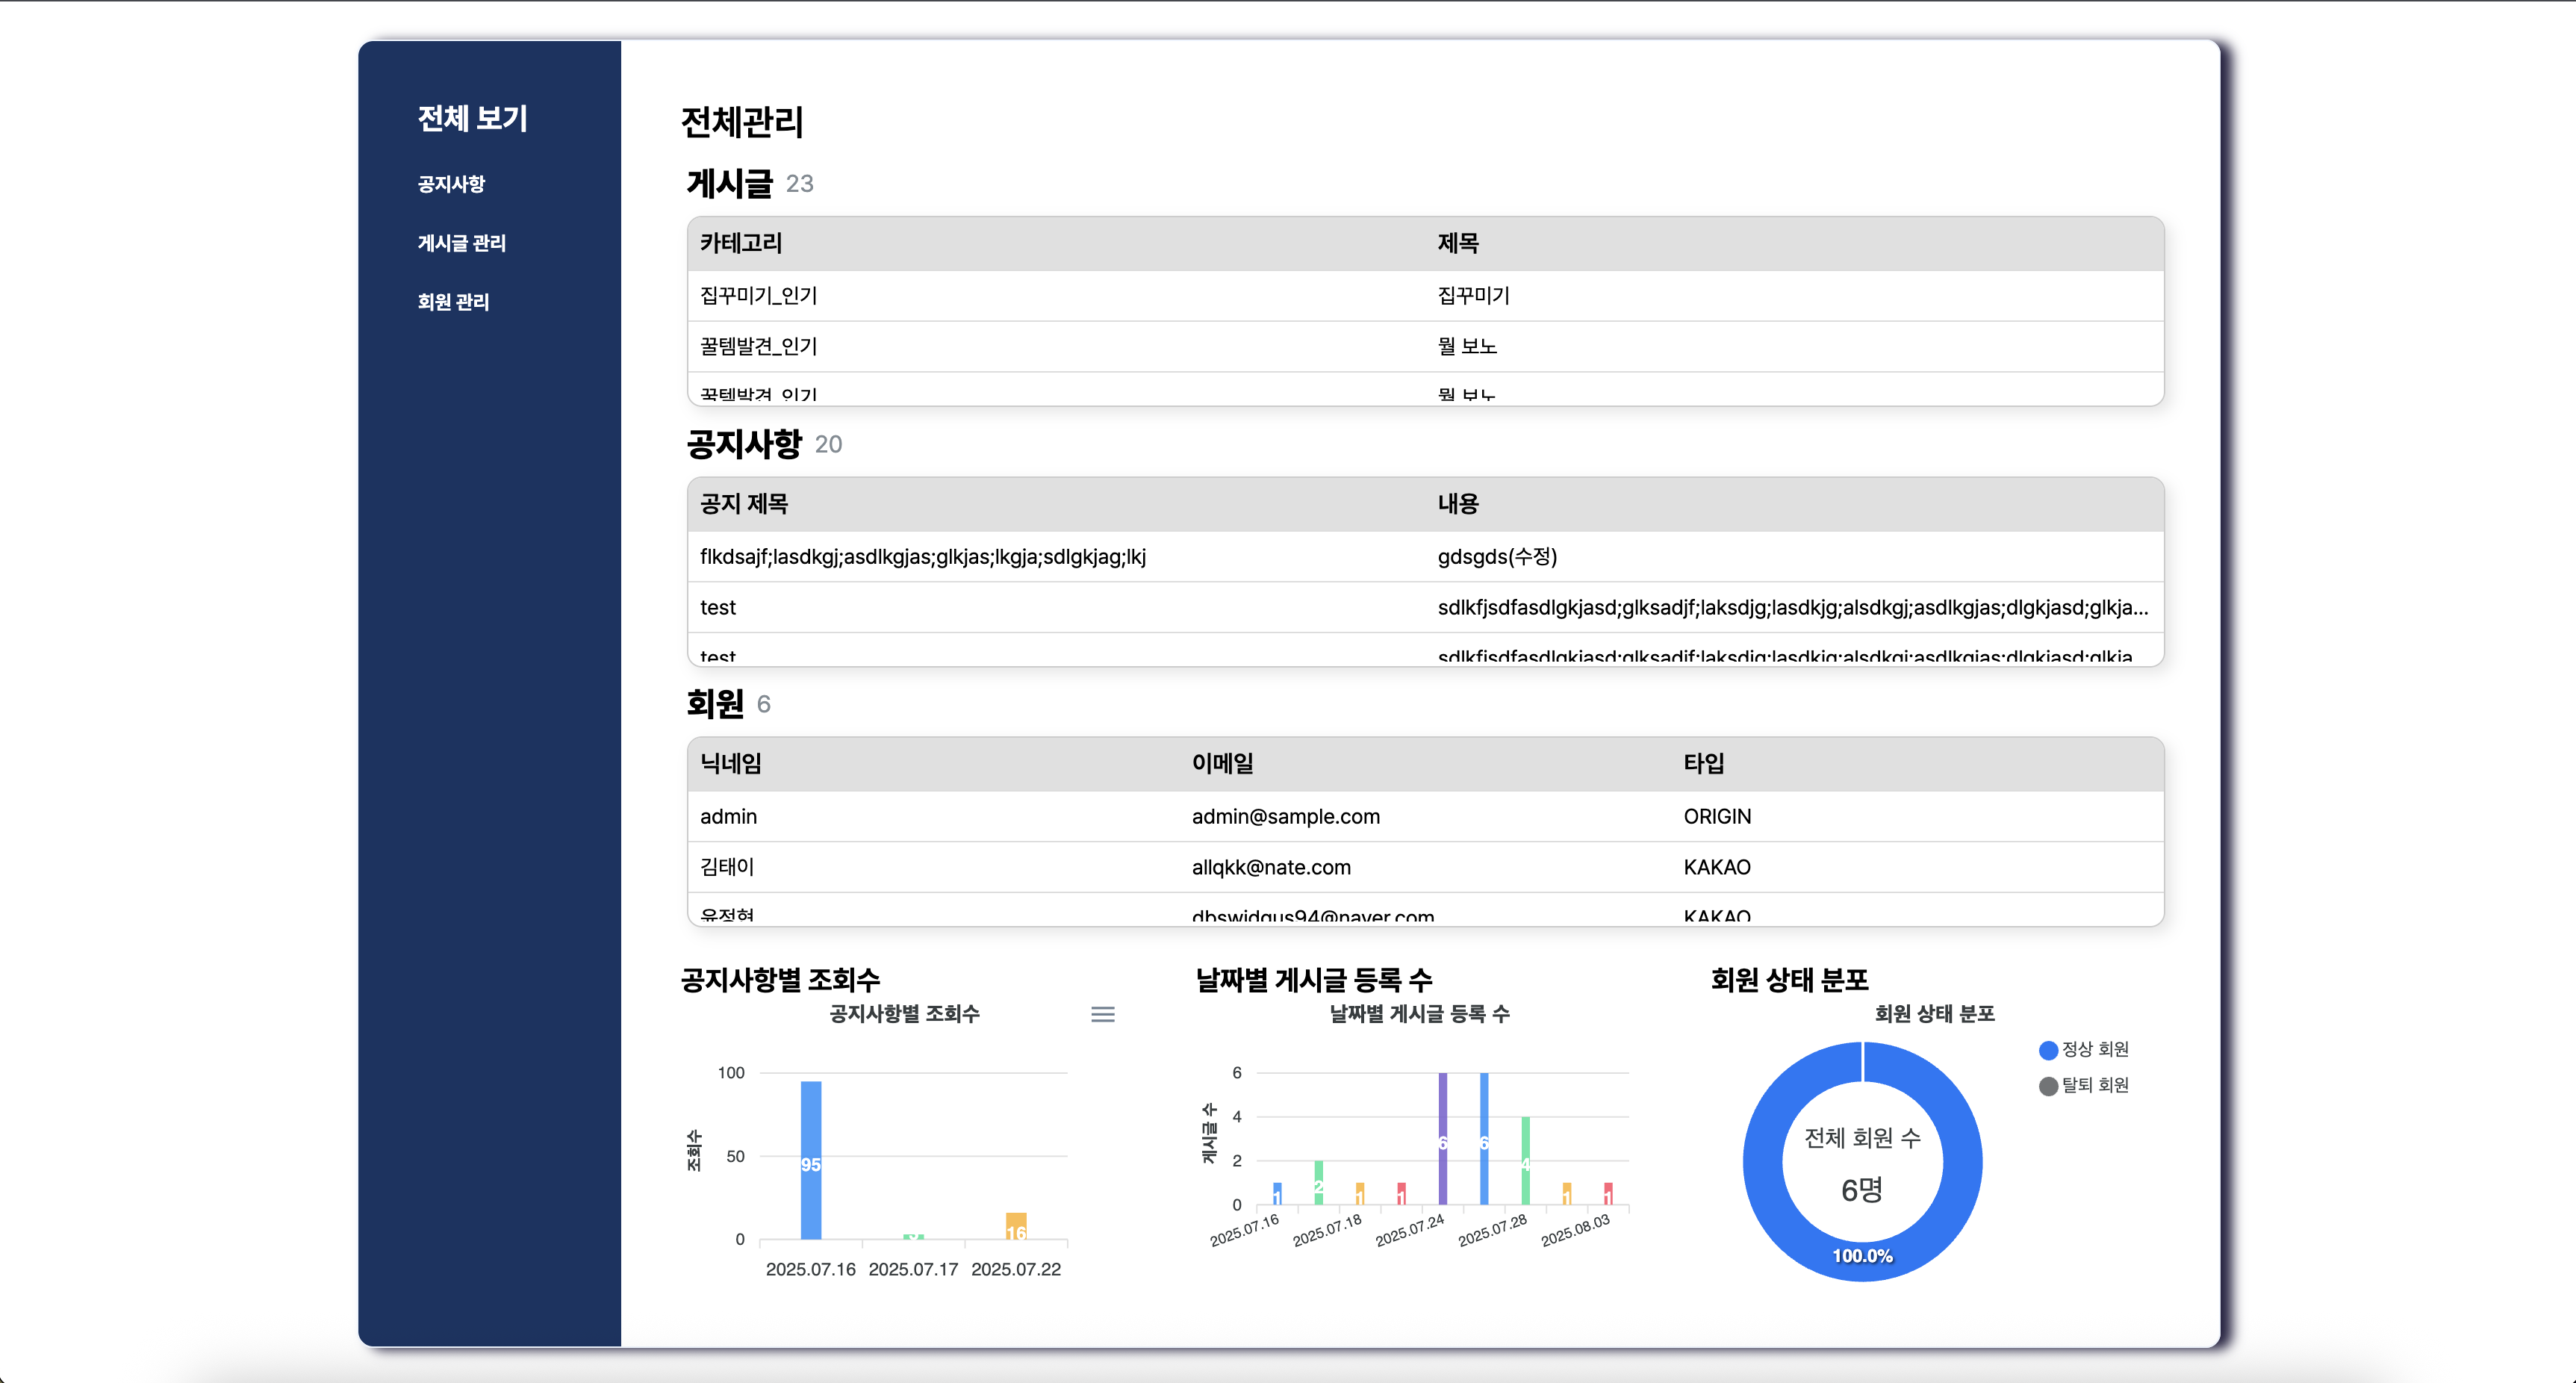 전체 보기
공지사항
게시글 관리
회원 관리
전체관리
게시글 23
카테고리 제목
집꾸미기_인기 집꾸미기
꿀템발견_인기 뭘 보노
꿀템발견_인기 뭘 보노
공지사항 20
공지 제목 내용
flkdsajf;lasdkgj;asdlkgjas;glkjas;lkgja;sdlgkjag;lkj gdsgds(수정)
test sdlkfjsdfasdlgkjasd;glksadjf;laksdjg;lasdkjg;alsdkgj;asdlkgjas;dlgkjasd;glkja...
test sdlkfjsdfasdlgkjasd;glksadjf;laksdjg;lasdkjg;alsdkgj;asdlkgjas;dlgkjasd;glkja
회원 6
닉네임 이메일 타입
admin admin@sample.com ORIGIN
김태이 allqkk@nate.com KAKAO
dbswjdgus94@naver.com KAKAO
공지사항별 조회수
공지사항별 조회수
조회수
100
50
0
95
3
16
2025.07.16 2025.07.17 2025.07.22
날짜별 게시글 등록 수
날짜별 게시글 등록 수
게시글 수
6
4
2
0
1 2 1 1 6 6 4 1 1
2025.07.16 2025.07.18 2025.07.24 2025.07.28 2025.08.03
회원 상태 분포
회원 상태 분포
정상 회원
탈퇴 회원
전체 회원 수
6명
100.0%